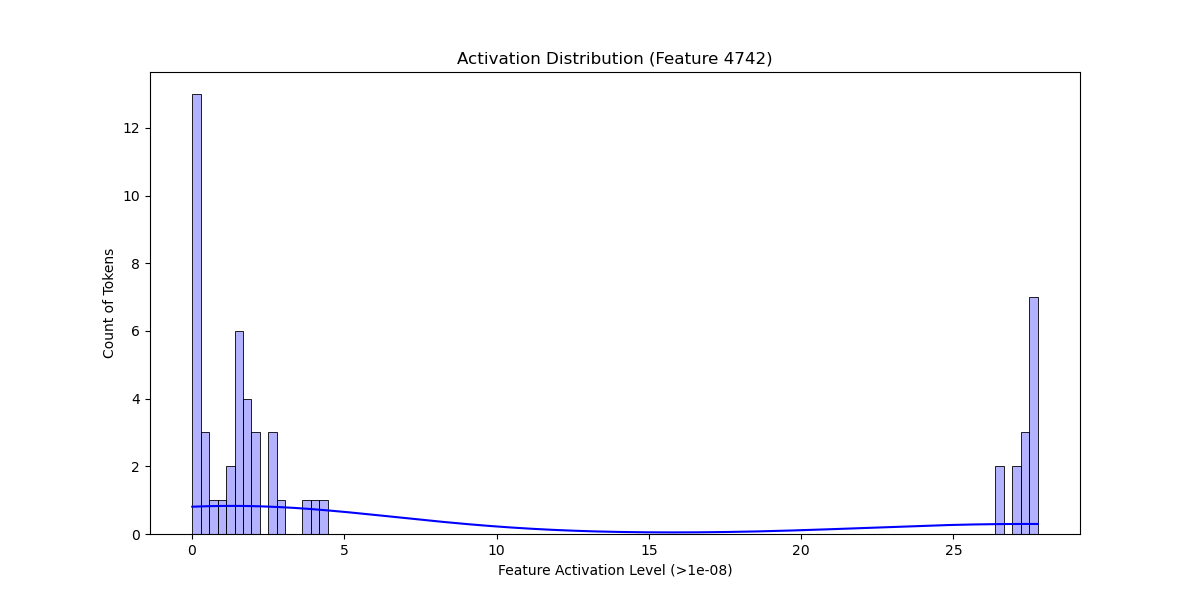 Activation Distribution (Feature 4742)
12
10
8
6
4
2
0
Count of Tokens
0 5 10 15 20 25
Feature Activation Level (>1e-08)